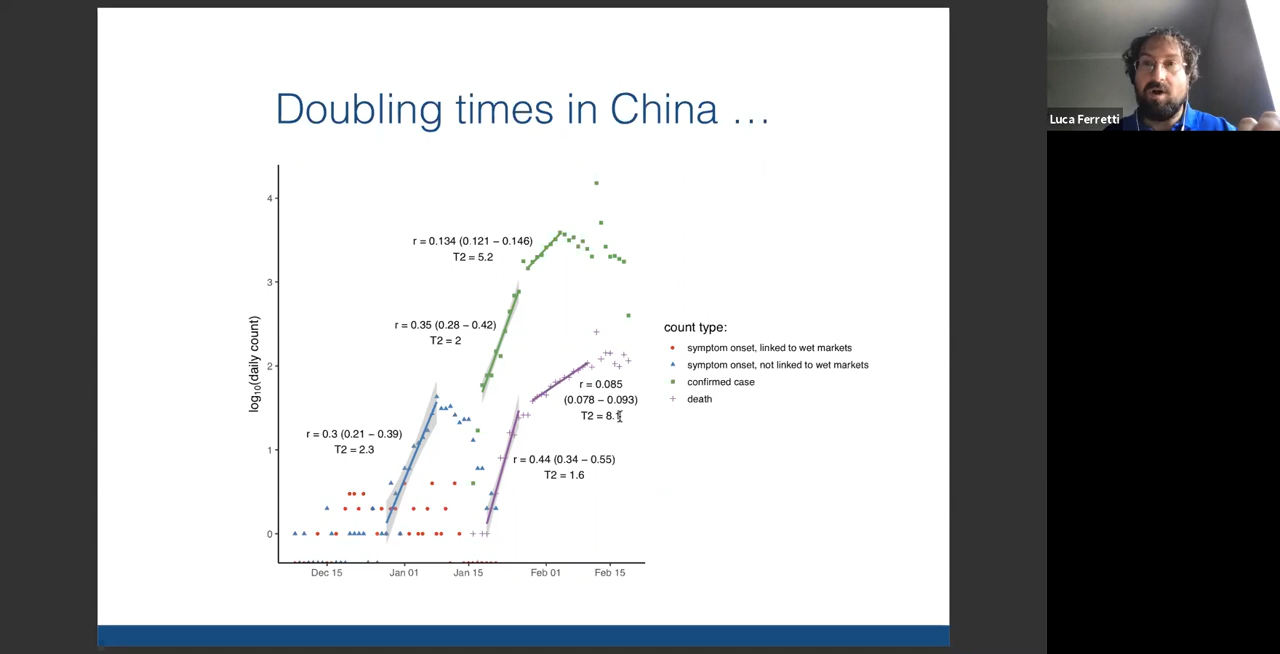 Doubling times in China …
Luca Ferretti
log10(daily count)
4
3
2
1
0
r = 0.134 (0.121 – 0.146)
T2 = 5.2
r = 0.35 (0.28 – 0.42)
T2 = 2
r = 0.3 (0.21 – 0.39)
T2 = 2.3
r = 0.085
(0.078 – 0.093)
r = 0.44 (0.34 – 0.55)
T2 = 1.6
count type:
symptom onset, linked to wet markets
symptom onset, not linked to wet markets
confirmed case
death
Dec 15
Jan 01
Jan 15
Feb 01
Feb 15